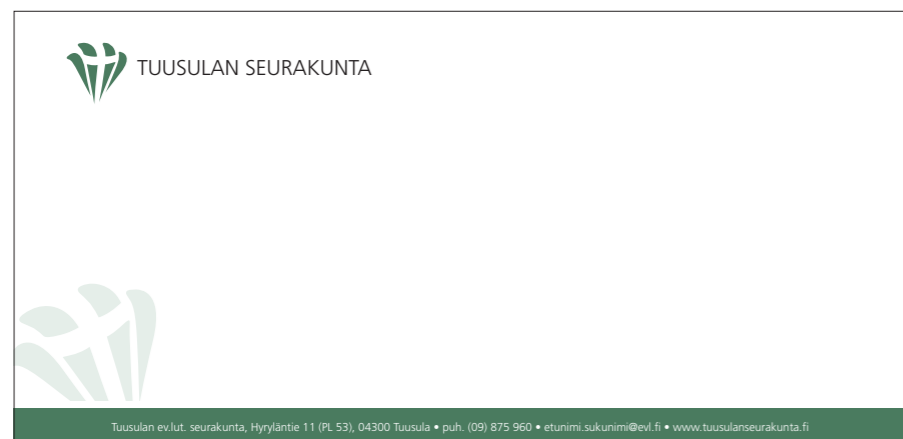 TUUSULAN SEURAKUNTA
Tuusulan ev.lut. seurakunta, Hyryläntie 11 (PL 53), 04300 Tuusula • puh. (09) 875 960 • etunimi.sukunimi@evl.fi • www.tuusulanseurakunta.fi